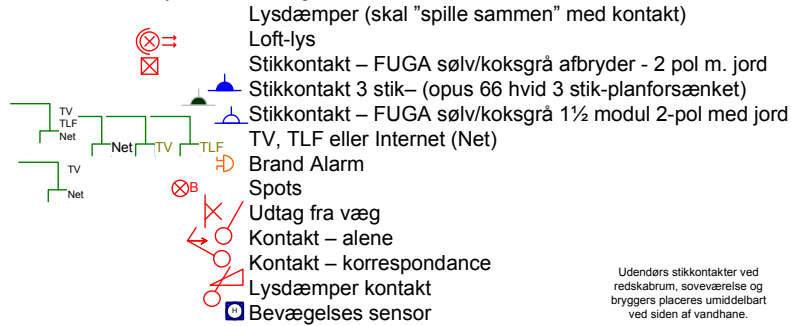 Lysdæmper (skal ”spille sammen” med kontakt)
Loft-lys
Stikkontakt – FUGA sølv/koksgrå afbryder - 2 pol m. jord
Stikkontakt 3 stik– (opus 66 hvid 3 stik-planforsænket)
Stikkontakt – FUGA sølv/koksgrå 1½ modul 2-pol med jord
TV
TLF
Net
Net TV TLF TV, TLF eller Internet (Net)
Brand Alarm
TV
Net
B Spots
Udtag fra væg
Kontakt – alene
Kontakt – korrespondance
Lysdæmper kontakt
H Bevægelses sensor
Udendørs stikkontakter ved
redskabrum, soveværelse og
bryggers placeres umiddelbart
ved siden af vandhane.